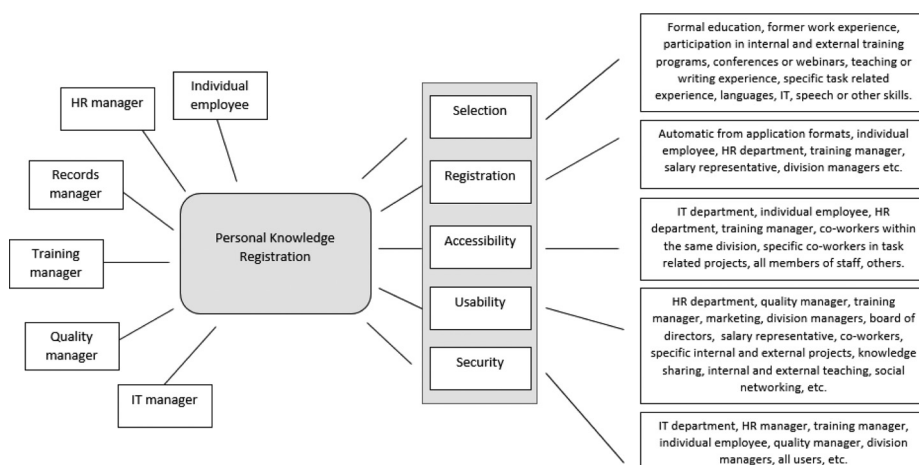 Individual
employee
HR manager
Records
manager
Training
manager
Quality
manager
IT manager
Personal Knowledge
Registration
Selection
Registration
Accessibility
Usability
Security
Formal education, former work experience,
participation in internal and external training
programs, conferences or webinars, teaching or
writing experience, specific task related
experience, languages, IT, speech or other skills.
Automatic from application formats, individual
employee, HR department, training manager,
salary representative, division managers etc.
IT department, individual employee, HR
department, training manager, co-workers within
the same division, specific co-workers in task
related projects, all members of staff, others.
HR department, quality manager, training
manager, marketing, division managers, board of
directors, salary representative, co-workers,
specific internal and external projects, knowledge
sharing, internal and external teaching, social
networking, etc.
IT department, HR manager, training manager,
individual employee, quality manager, division
managers, all users, etc.